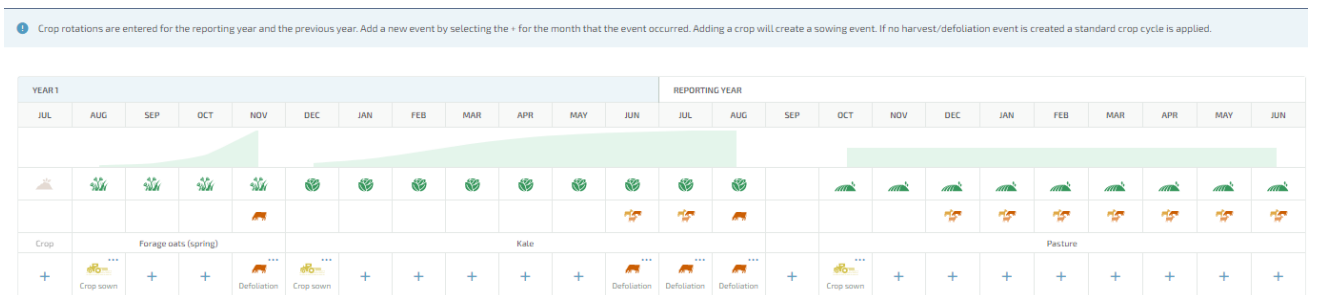 Crop rotations are entered for the reporting year and the previous year. Add a new event by selecting the + for the month that the event occurred. Adding a crop will create a sowing event. If no harvest/defoliation event is created a standard crop cycle is applied.
YEAR 1 REPORTING YEAR
JUL AUG SEP OCT NOV DEC JAN FEB MAR APR MAY JUN JUL AUG SEP OCT NOV DEC JAN FEB MAR APR MAY JUN
Crop Forage oats (spring) Kale Pasture
+ + + + + + + + + + + + + + + + +
Crop sown Defoliation Crop sown Defoliation Defoliation Defoliation Crop sown